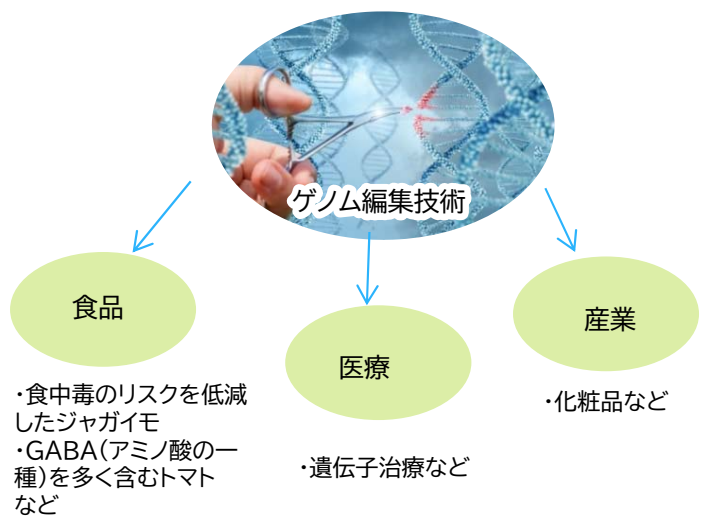 ゲノム編集技術
食品
・食中毒のリスクを低減
したジャガイモ
・GABA(アミノ酸の一
種)を多く含むトマト
など
医療
・遺伝子治療など
産業
・化粧品など